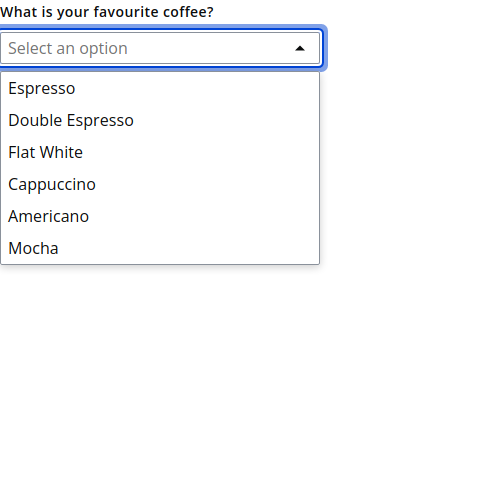 What is your favourite coffee?
Select an option
Espresso
Double Espresso
Flat White
Cappuccino
Americano
Mocha